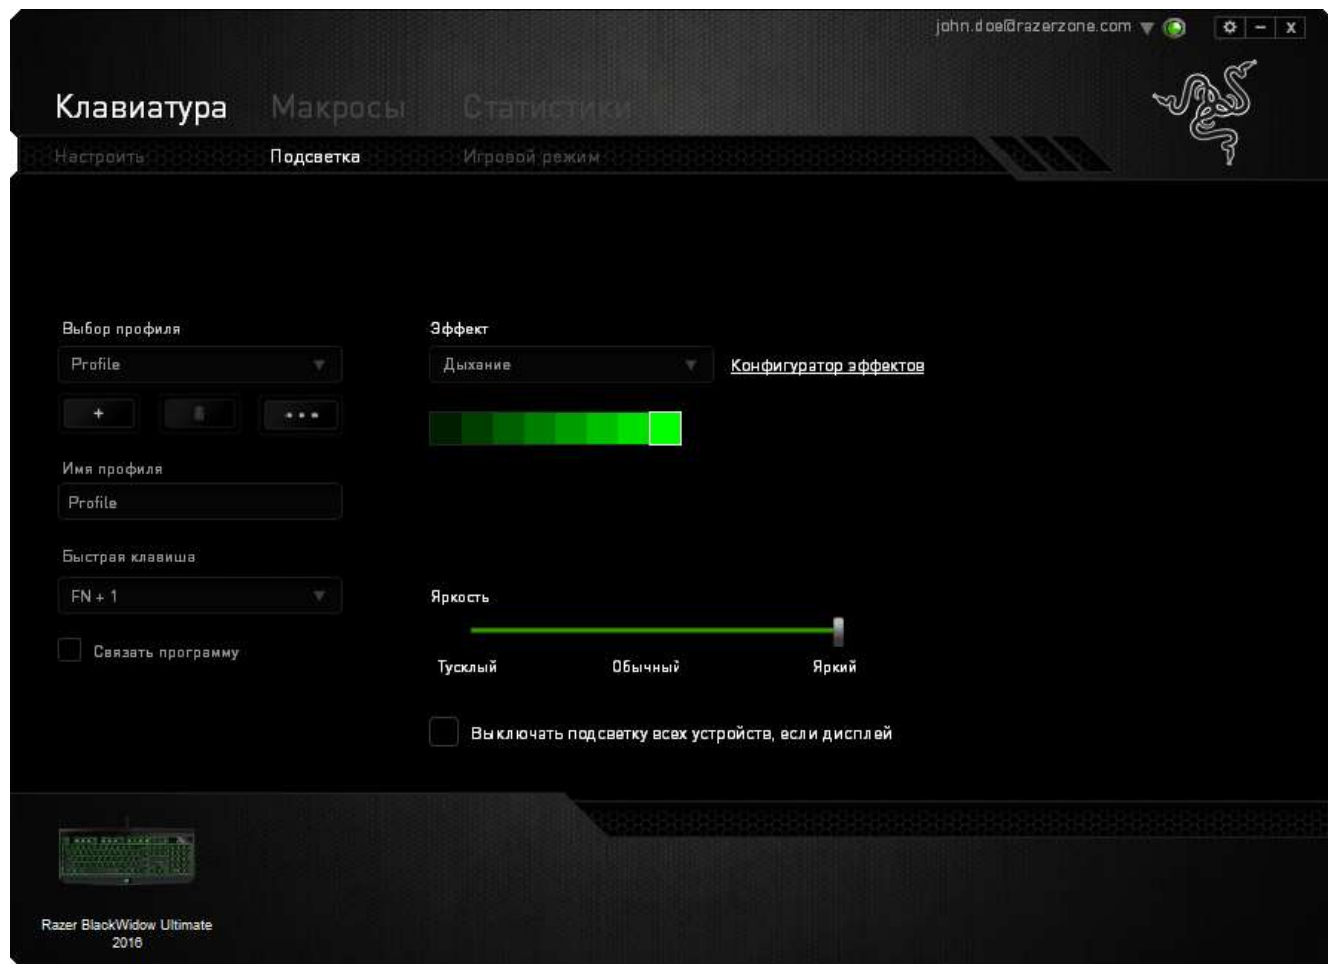 john.doe@razerzone.com
Клавиатура Макросы Статистики
Настроить Подсветка Игровой режим
Выбор профиля
Profile
+
Имя профиля
Profile
Быстрая клавиша
FN + 1
Связать программу
Эффект
Дыхание
Конфигуратор эффектов
Яркость
Тусклый Обычный Яркий
Выключать подсветку всех устройств, если дисплей
Razer BlackWidow Ultimate
2016